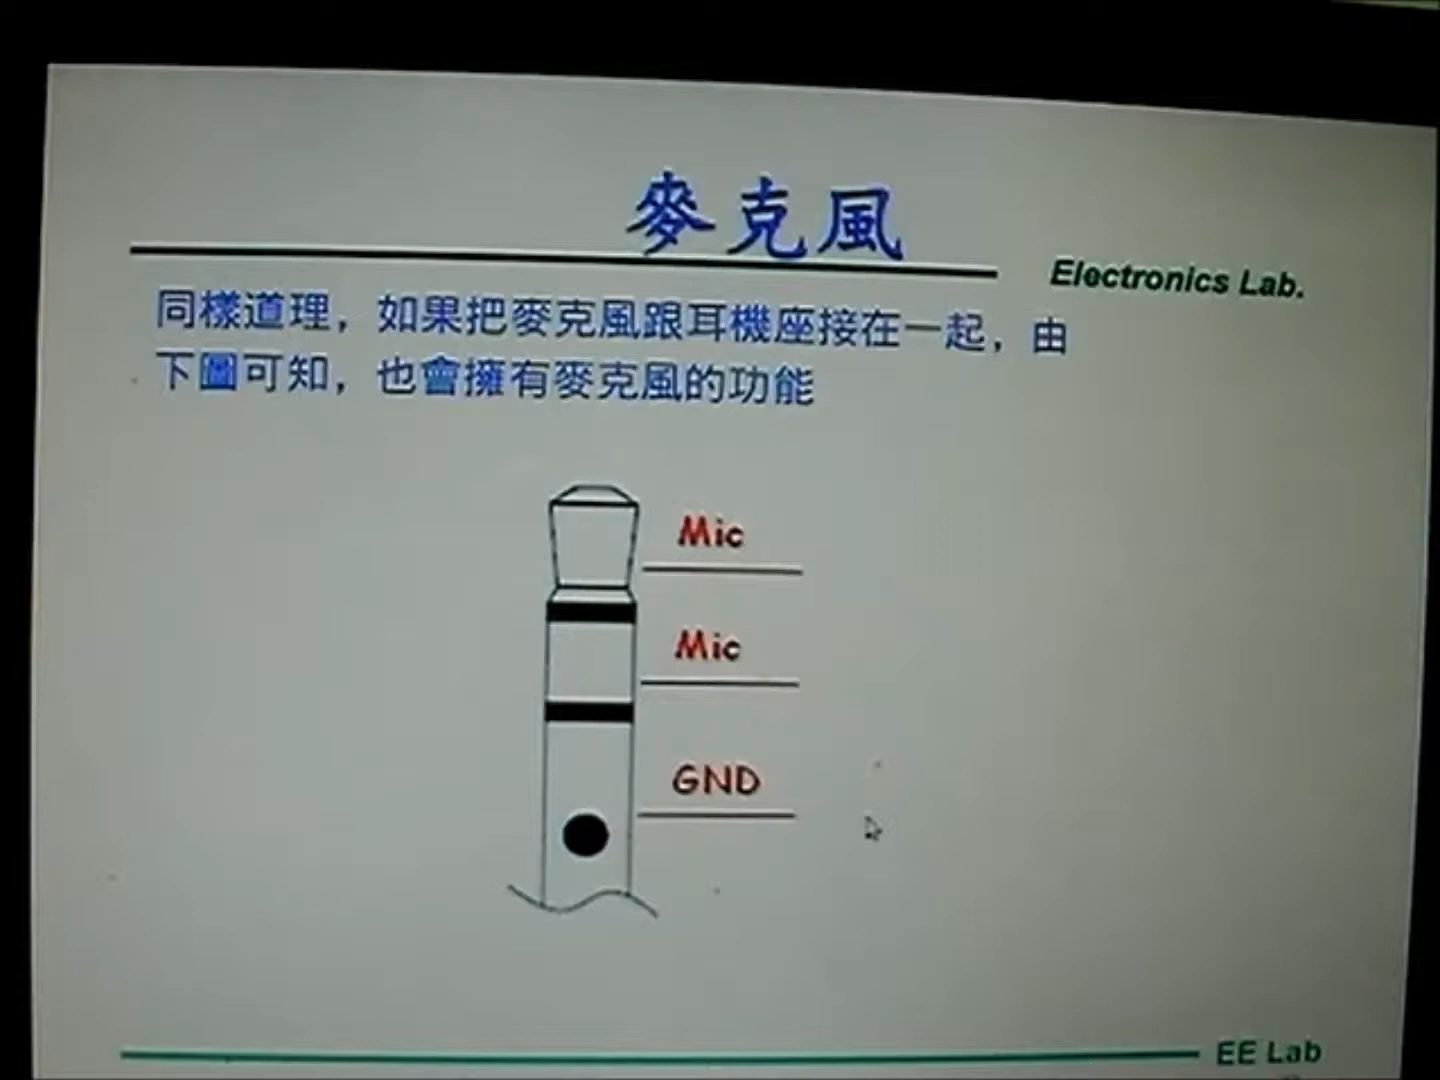 麥克風
Electronics Lab.
同樣道理，如果把麥克風跟耳機座接在一起，由
下圖可知，也會擁有麥克風的功能
Mic
Mic
GND
EE Lab